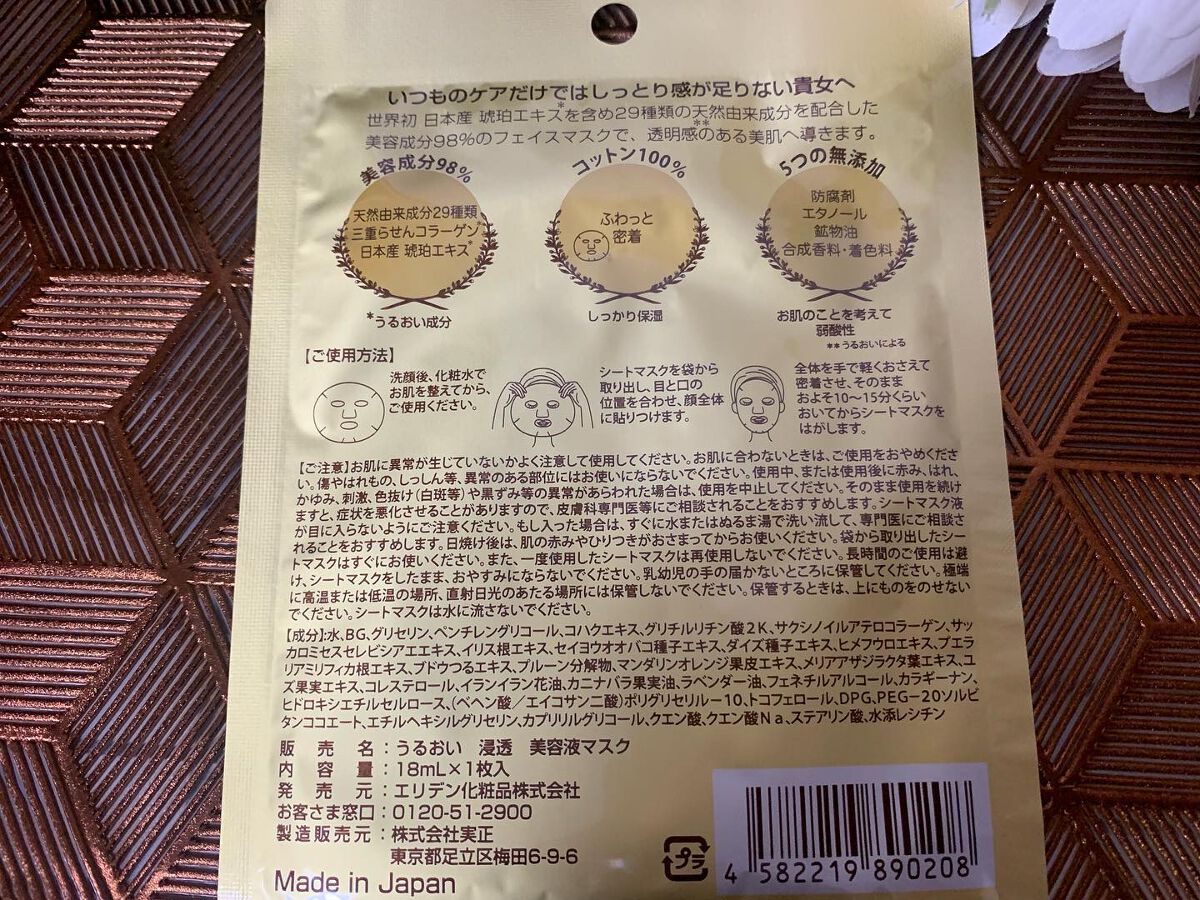 いつものケアだけではしっとり感が足りない貴女へ
世界初 日本産 琥珀エキス*を含め29種類の天然由来成分を配合した
美容成分98%のフェイスマスクで、透明感**のある美肌へ導きます。
美容成分98%
天然由来成分29種類
三重らせんコラーゲン*
日本産 琥珀エキス*
*うるおい成分
コットン100%
ふわっと
密着
しっかり保湿
5つの無添加
防腐剤
エタノール
鉱物油
合成香料・着色料
お肌のことを考えて
弱酸性
**うるおいによる
【ご使用方法】
洗顔後、化粧水で
お肌を整えてから、
ご使用ください。
シートマスクを袋から
取り出し、目と口の
位置を合わせ、顔全体
に貼りつけます。
全体を手で軽くおさえて
密着させ、そのまま
およそ10〜15分くらい
おいてからシートマスクを
はがします。
【ご注意】お肌に異常が生じていないかよく注意して使用してください。お肌に合わないときは、ご使用をおやめくださ
い。傷やはれもの、しっしん等、異常のある部位にはお使いにならないでください。使用中、または使用後に赤み、はれ、
かゆみ、刺激、色抜け(白斑等)や黒ずみ等の異常があらわれた場合は、使用を中止してください。そのまま使用を続け
ますと、症状を悪化させることがありますので、皮膚科専門医等にご相談されることをおすすめします。シートマスク液
が目に入らないようにご注意ください。もし入った場合は、すぐに水またはぬるま湯で洗い流して、専門医にご相談さ
れることをおすすめします。日焼け後は、肌の赤みやひりつきがおさまってからお使いください。袋から取り出したシー
トマスクはすぐにお使いください。また、一度使用したシートマスクは再使用しないでください。長時間のご使用は避
け、シートマスクをしたまま、おやすみにならないでください。乳幼児の手の届かないところに保管してください。極端
に高温または低温の場所、直射日光のあたる場所には保管しないでください。保管するときは、上にものをのせない
でください。シートマスクは水に流さないでください。
【成分】:水、BG、グリセリン、ペンチレングリコール、コハクエキス、グリチルリチン酸2K、サクシノイルアテロコラーゲン、サッ
カロミセスセレビシアエエキス、イリス根エキス、セイヨウオオバコ種子エキス、ダイズ種子エキス、ヒメフウロエキス、プエラ
リアミリフィカ根エキス、ブドウつるエキス、プルーン分解物、マンダリンオレンジ果皮エキス、メリアアザジラクタ葉エキス、ユ
ズ果実エキス、コレステロール、イランイラン花油、カニナバラ果実油、ラベンダー油、フェネチルアルコール、カラギーナン、
ヒドロキシエチルセルロース、(ベヘン酸/エイコサン二酸)ポリグリセリル-10、トコフェロール、DPG、PEG-20ソルビ
タンココエート、エチルヘキシルグリセリン、カプリリルグリコール、クエン酸、クエン酸Na、ステアリン酸、水添レシチン
販売名:うるおい 浸透 美容液マスク
内容量:18mL×1枚入
発売元:エリデン化粧品株式会社
お客さま窓口:0120-51-2900
製造販売元:株式会社実正
東京都足立区梅田6-9-6
Made in Japan
プラ
4 582219 890208